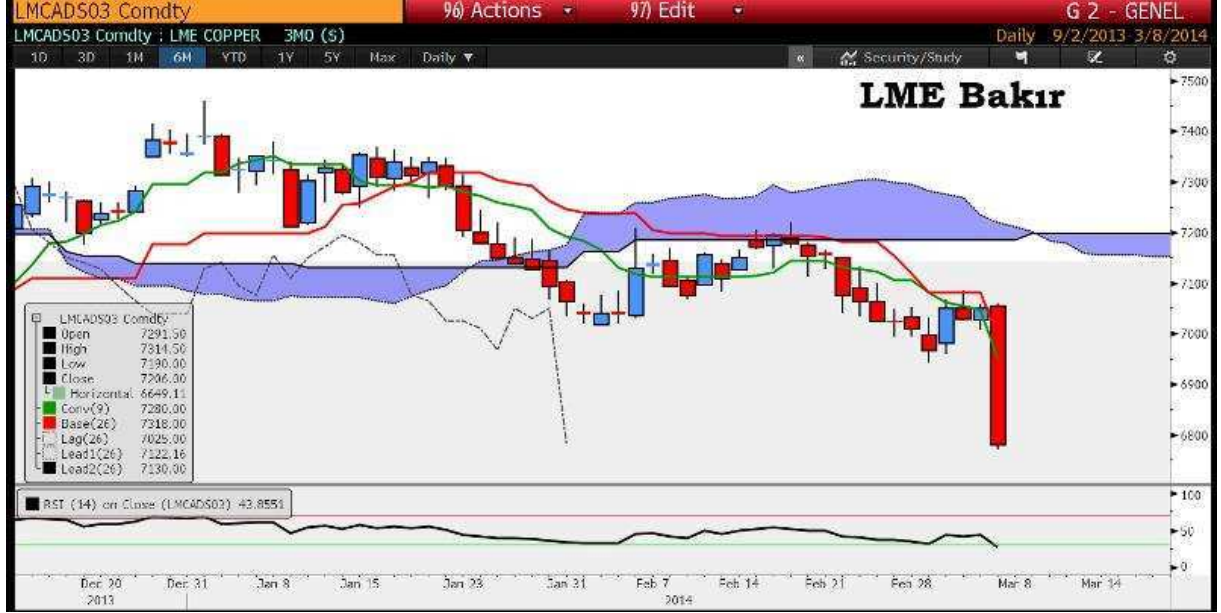 LMCADS03 Comdty 96) Actions 97) Edit G 2 - GENEL
LMCADS03 Comdty : LME COPPER 3MO ($) Daily 9/2/2013-3/8/2014
1D 3D 1M 6M YTD 1Y 5Y Max Daily ▼ « Security/Study
LME Bakır
7500
7400
7300
7200
7100
7000
6900
6800
LMCADS03 Comdty
Open 7291.50
High 7314.50
Low 7190.00
Close 7206.00
Horizontal 6649.11
Conv(9) 7280.00
Base(26) 7318.00
Lag(26) 7025.00
Lead1(26) 7122.16
Lead2(26) 7130.00
RSI (14) on Close (LMCADS03) 43.8551
100
50
0
Dec 20 Dec 31 Jan 8 Jan 15 Jan 23 Jan 31 Feb 7 Feb 14 Feb 21 Feb 28 Mar 8 Mar 14
2013 2014